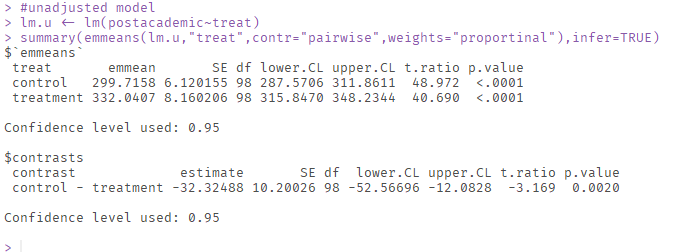 > #unadjusted model
> lm.u <- lm(postacademic~treat)
> summary(emmeans(lm.u,"treat",contr="pairwise",weights="proportinal"),infer=TRUE)
$`emmeans`
 treat       emmean       SE df lower.CL upper.CL t.ratio p.value
 control   299.7158 6.120155 98 287.5706 311.8611  48.972  <.0001
 treatment 332.0407 8.160206 98 315.8470 348.2344  40.690  <.0001

Confidence level used: 0.95

$contrasts
 contrast             estimate       SE df  lower.CL upper.CL t.ratio p.value
 control - treatment -32.32488 10.20026 98 -52.56696 -12.0828  -3.169  0.0020

Confidence level used: 0.95

>